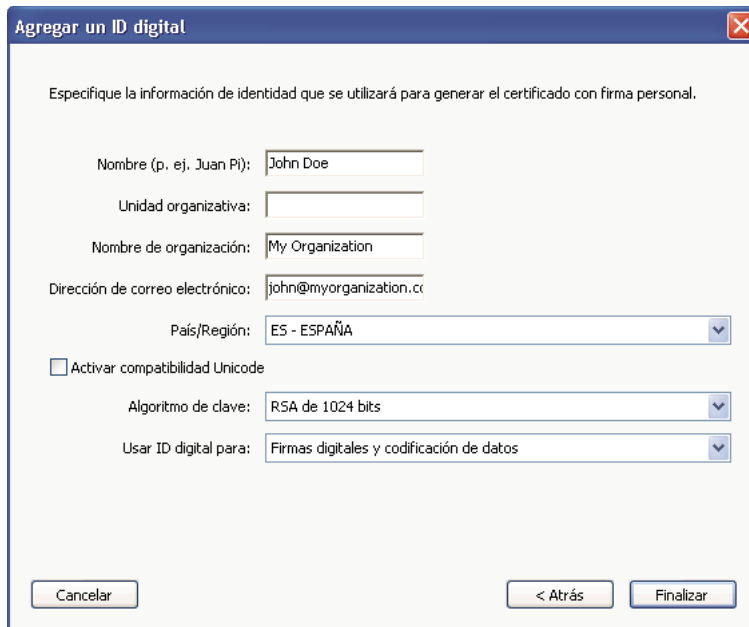 Agregar un ID digital
Especifique la información de identidad que se utilizará para generar el certificado con firma personal.
Nombre (p. ej. Juan Pi): John Doe
Unidad organizativa:
Nombre de organización: My Organization
Dirección de correo electrónico: john@myorganization.co
País/Región: ES - ESPAÑA
Activar compatibilidad Unicode
Algoritmo de clave: RSA de 1024 bits
Usar ID digital para: Firmas digitales y codificación de datos
Cancelar < Atrás Finalizar